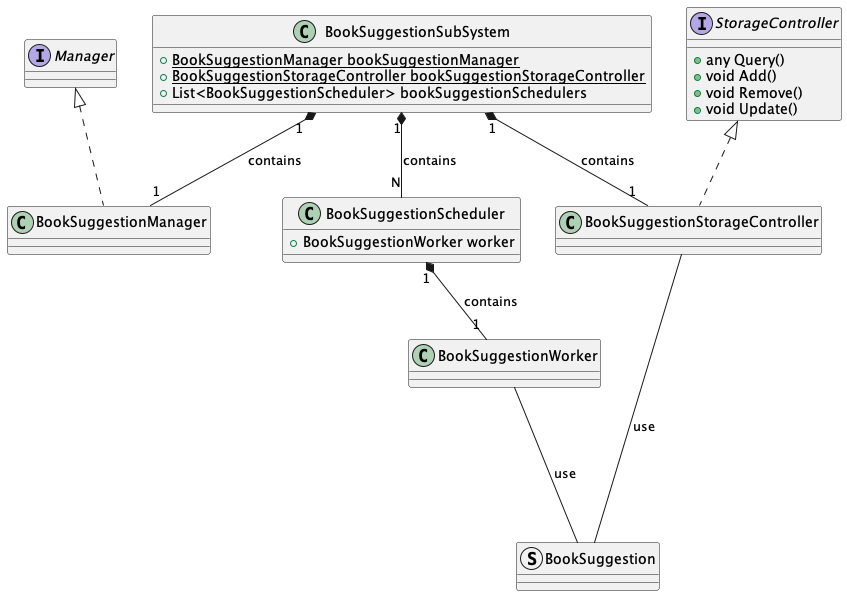 I Manager
C BookSuggestionSubSystem
BookSuggestionManager bookSuggestionManager
BookSuggestionStorageController bookSuggestionStorageController
List<BookSuggestionScheduler> bookSuggestionSchedulers
I StorageController
any Query()
void Add()
void Remove()
void Update()
1 1 1
contains contains contains
1 N 1
C BookSuggestionManager
C BookSuggestionScheduler
BookSuggestionWorker worker
C BookSuggestionStorageController
1
contains
1
C BookSuggestionWorker
use
use
S BookSuggestion